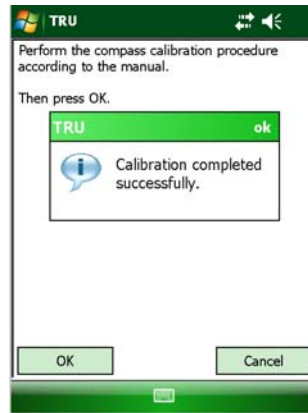 TRU
Perform the compass calibration procedure
according to the manual.
Then press OK.
TRU ok
Calibration completed
successfully.
OK Cancel